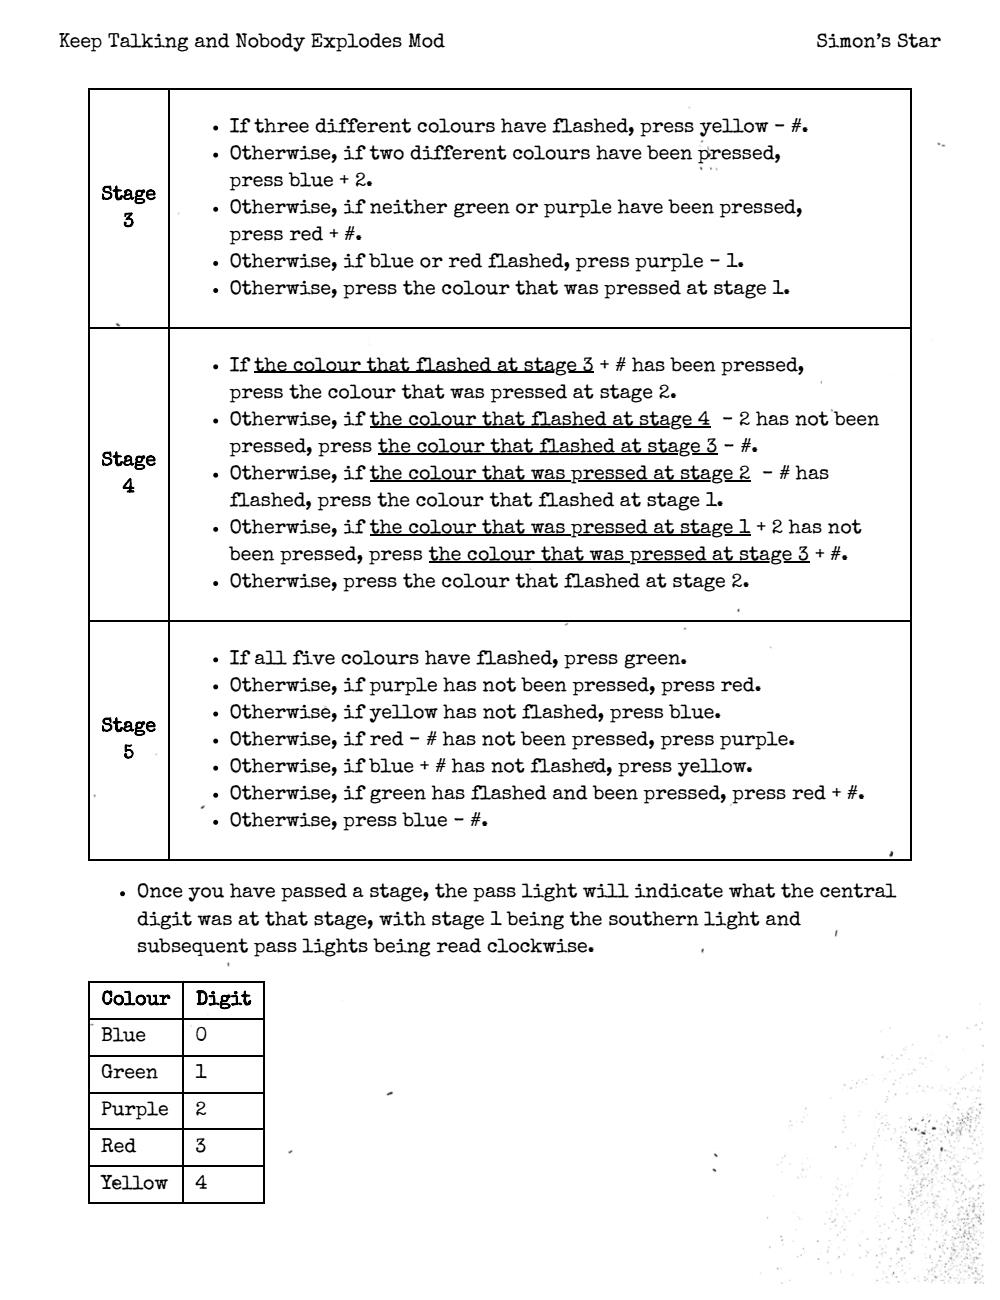 Keep Talking and Nobody Explodes Mod Simon's Star
Stage 3
• If three different colours have flashed, press yellow – #.
• Otherwise, if two different colours have been pressed,
press blue + 2.
• Otherwise, if neither green or purple have been pressed,
press red + #.
• Otherwise, if blue or red flashed, press purple – 1.
• Otherwise, press the colour that was pressed at stage 1.
Stage 4
• If the colour that flashed at stage 3 + # has been pressed,
press the colour that was pressed at stage 2.
• Otherwise, if the colour that flashed at stage 4 – 2 has not been
pressed, press the colour that flashed at stage 3 – #.
• Otherwise, if the colour that was pressed at stage 2 – # has
flashed, press the colour that flashed at stage 1.
• Otherwise, if the colour that was pressed at stage 1 + 2 has not
been pressed, press the colour that was pressed at stage 3 + #.
• Otherwise, press the colour that flashed at stage 2.
Stage 5
• If all five colours have flashed, press green.
• Otherwise, if purple has not been pressed, press red.
• Otherwise, if yellow has not flashed, press blue.
• Otherwise, if red – # has not been pressed, press purple.
• Otherwise, if blue + # has not flashed, press yellow.
• Otherwise, if green has flashed and been pressed, press red + #.
• Otherwise, press blue – #.
• Once you have passed a stage, the pass light will indicate what the central
digit was at that stage, with stage 1 being the southern light and
subsequent pass lights being read clockwise.
Colour Digit
Blue 0
Green 1
Purple 2
Red 3
Yellow 4